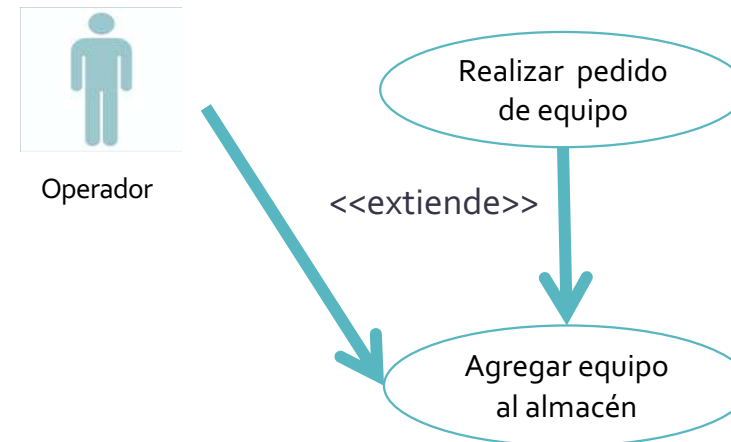 Realizar pedido
de equipo
Operador
<<extiende>>
Agregar equipo
al almacén